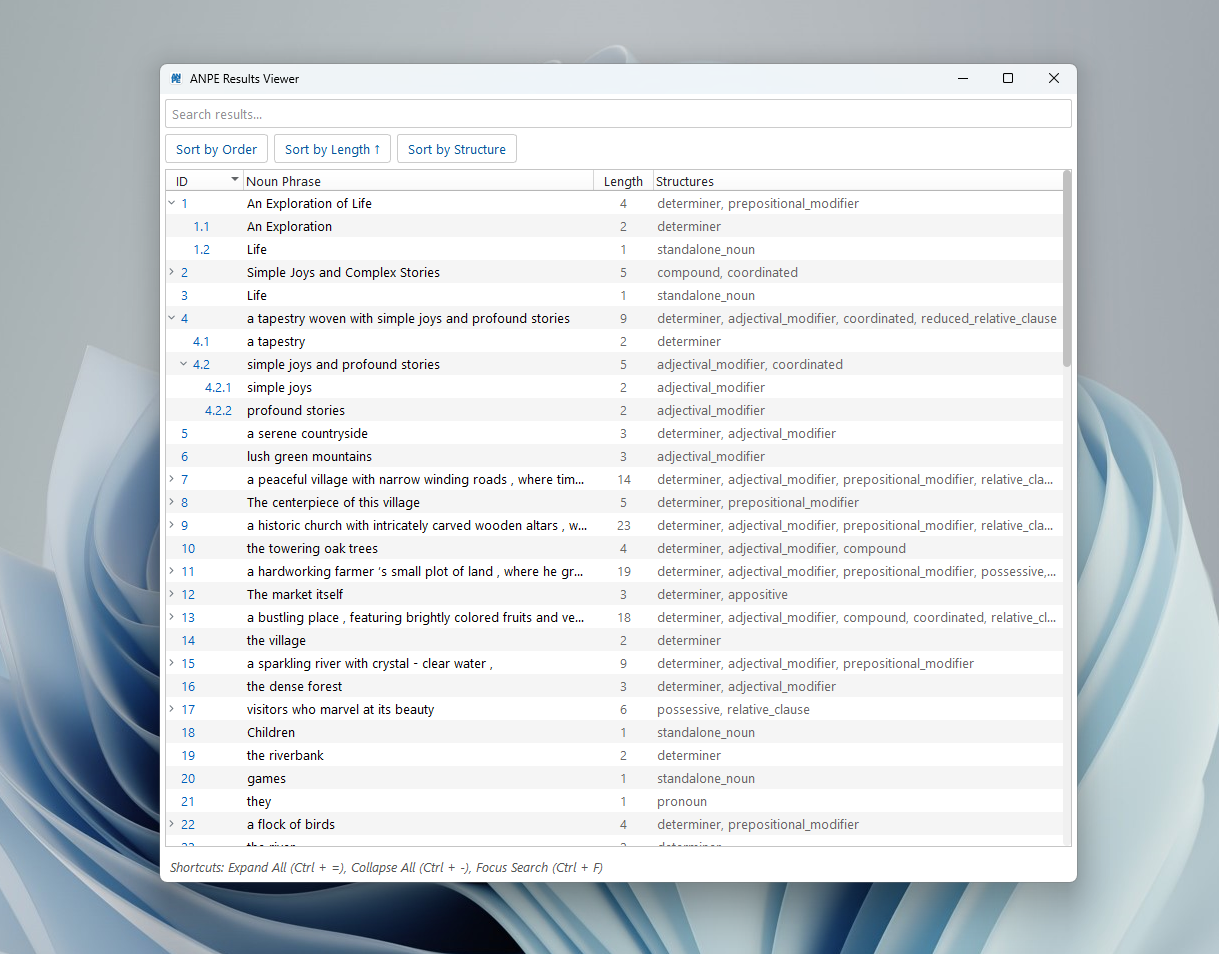 ANPE Results Viewer
Search results...
Sort by Order Sort by Length ↑ Sort by Structure
ID Noun Phrase Length Structures
1 An Exploration of Life 4 determiner, prepositional_modifier
1.1 An Exploration 2 determiner
1.2 Life 1 standalone_noun
2 Simple Joys and Complex Stories 5 compound, coordinated
3 Life 1 standalone_noun
4 a tapestry woven with simple joys and profound stories 9 determiner, adjectival_modifier, coordinated, reduced_relative_clause
4.1 a tapestry 2 determiner
4.2 simple joys and profound stories 5 adjectival_modifier, coordinated
4.2.1 simple joys 2 adjectival_modifier
4.2.2 profound stories 2 adjectival_modifier
5 a serene countryside 3 determiner, adjectival_modifier
6 lush green mountains 3 adjectival_modifier
7 a peaceful village with narrow winding roads , where tim... 14 determiner, adjectival_modifier, prepositional_modifier, relative_cla...
8 The centerpiece of this village 5 determiner, prepositional_modifier
9 a historic church with intricately carved wooden altars , w... 23 determiner, adjectival_modifier, prepositional_modifier, relative_cla...
10 the towering oak trees 4 determiner, adjectival_modifier, compound
11 a hardworking farmer 's small plot of land , where he gr... 19 determiner, adjectival_modifier, prepositional_modifier, possessive,...
12 The market itself 3 determiner, appositive
13 a bustling place , featuring brightly colored fruits and ve... 18 determiner, adjectival_modifier, compound, coordinated, relative_cl...
14 the village 2 determiner
15 a sparkling river with crystal - clear water , 9 determiner, adjectival_modifier, prepositional_modifier
16 the dense forest 3 determiner, adjectival_modifier
17 visitors who marvel at its beauty 6 possessive, relative_clause
18 Children 1 standalone_noun
19 the riverbank 2 determiner
20 games 1 standalone_noun
21 they 1 pronoun
22 a flock of birds 4 determiner, prepositional_modifier
23 the river 2 determiner
Shortcuts: Expand All (Ctrl + =), Collapse All (Ctrl + -), Focus Search (Ctrl + F)